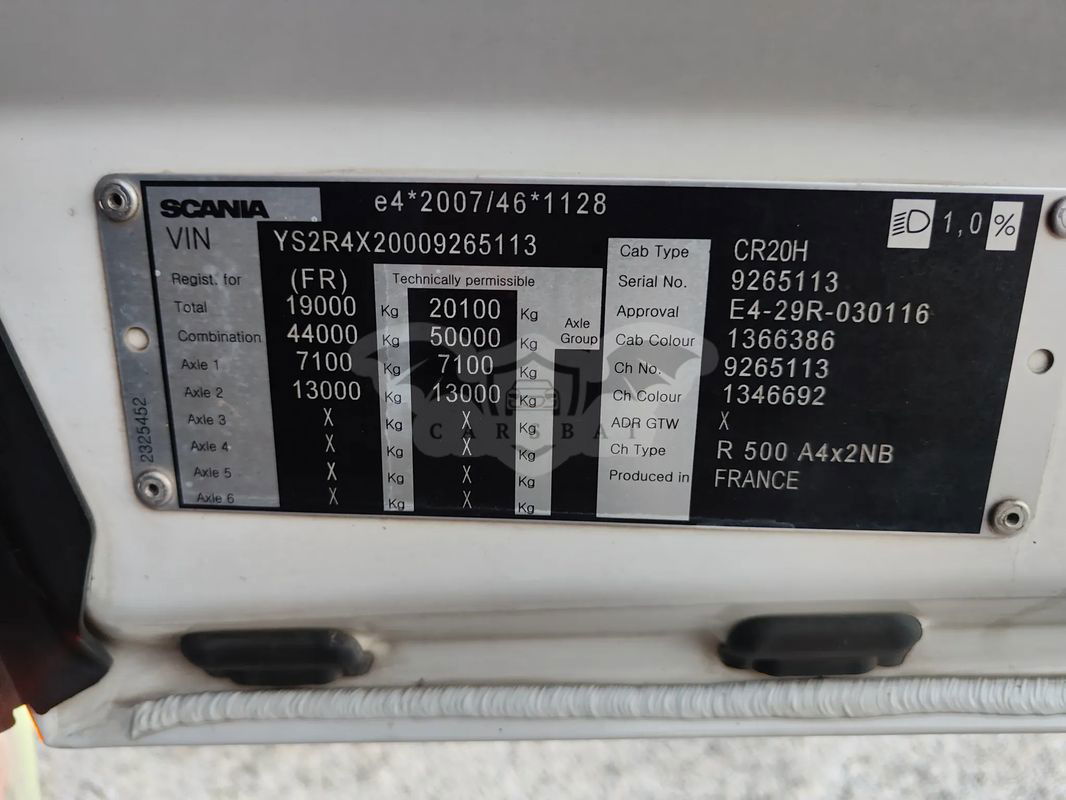 SCANIA e4*2007/46*1128 1,0 %
VIN YS2R4X20009265113
Regist. for (FR) Technically permissible
Total 19000 Kg 20100 Kg
Combination 44000 Kg 50000 Kg
Axle Group
Axle 1 7100 Kg 7100 Kg
Axle 2 13000 Kg 13000 Kg
Axle 3 X Kg X Kg
Axle 4 X Kg X Kg
Axle 5 X Kg X Kg
Axle 6 X Kg X Kg
Cab Type CR20H
Serial No. 9265113
Approval E4-29R-030116
Cab Colour 1366386
Ch No. 9265113
Ch Colour 1346692
ADR GTW X
Ch Type R 500 A4x2NB
Produced in FRANCE
2325452
CARSBAT